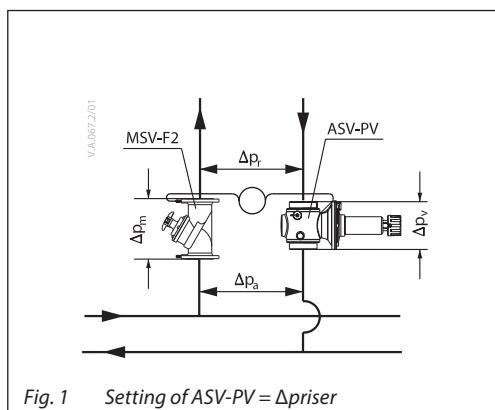 V.A.067.2/01
MSV-F2
ASV-PV
Δpr
Δpm
Δpv
Δpa
Fig. 1 Setting of ASV-PV = Δpriser